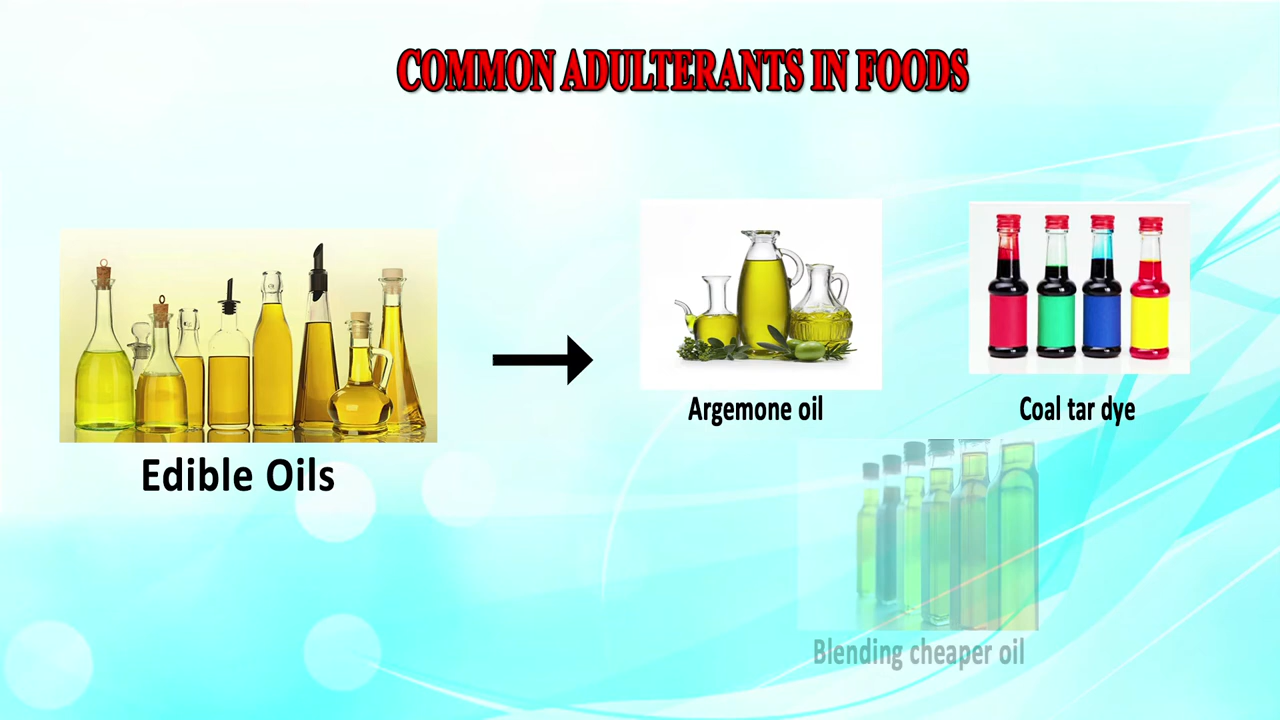 COMMON ADULTERANTS IN FOODS
Edible Oils
Argemone oil
Coal tar dye
Blending cheaper oil